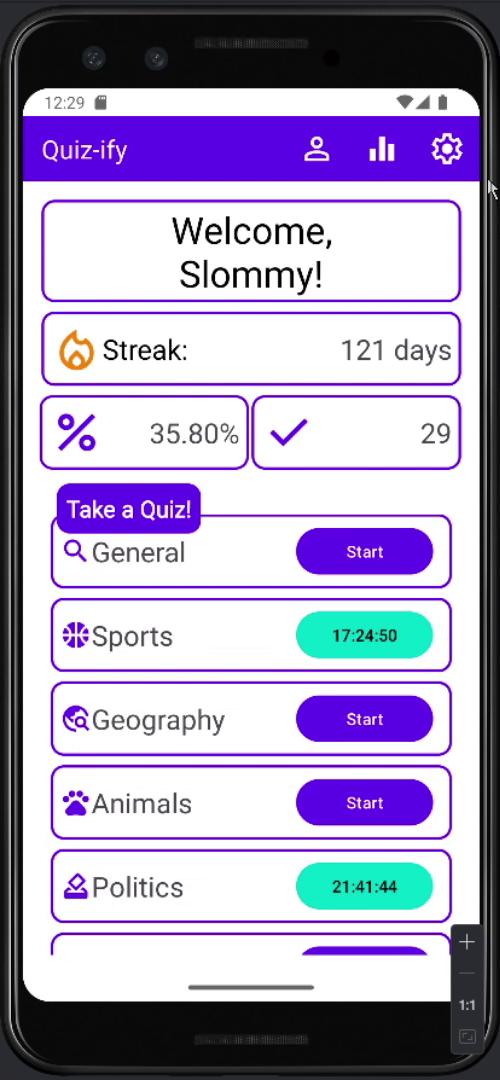 12:29
Quiz-ify
Welcome,
Slommy!
Streak: 121 days
35.80% 29
Take a Quiz!
General Start
Sports 17:24:50
Geography Start
Animals Start
Politics 21:41:44
1:1